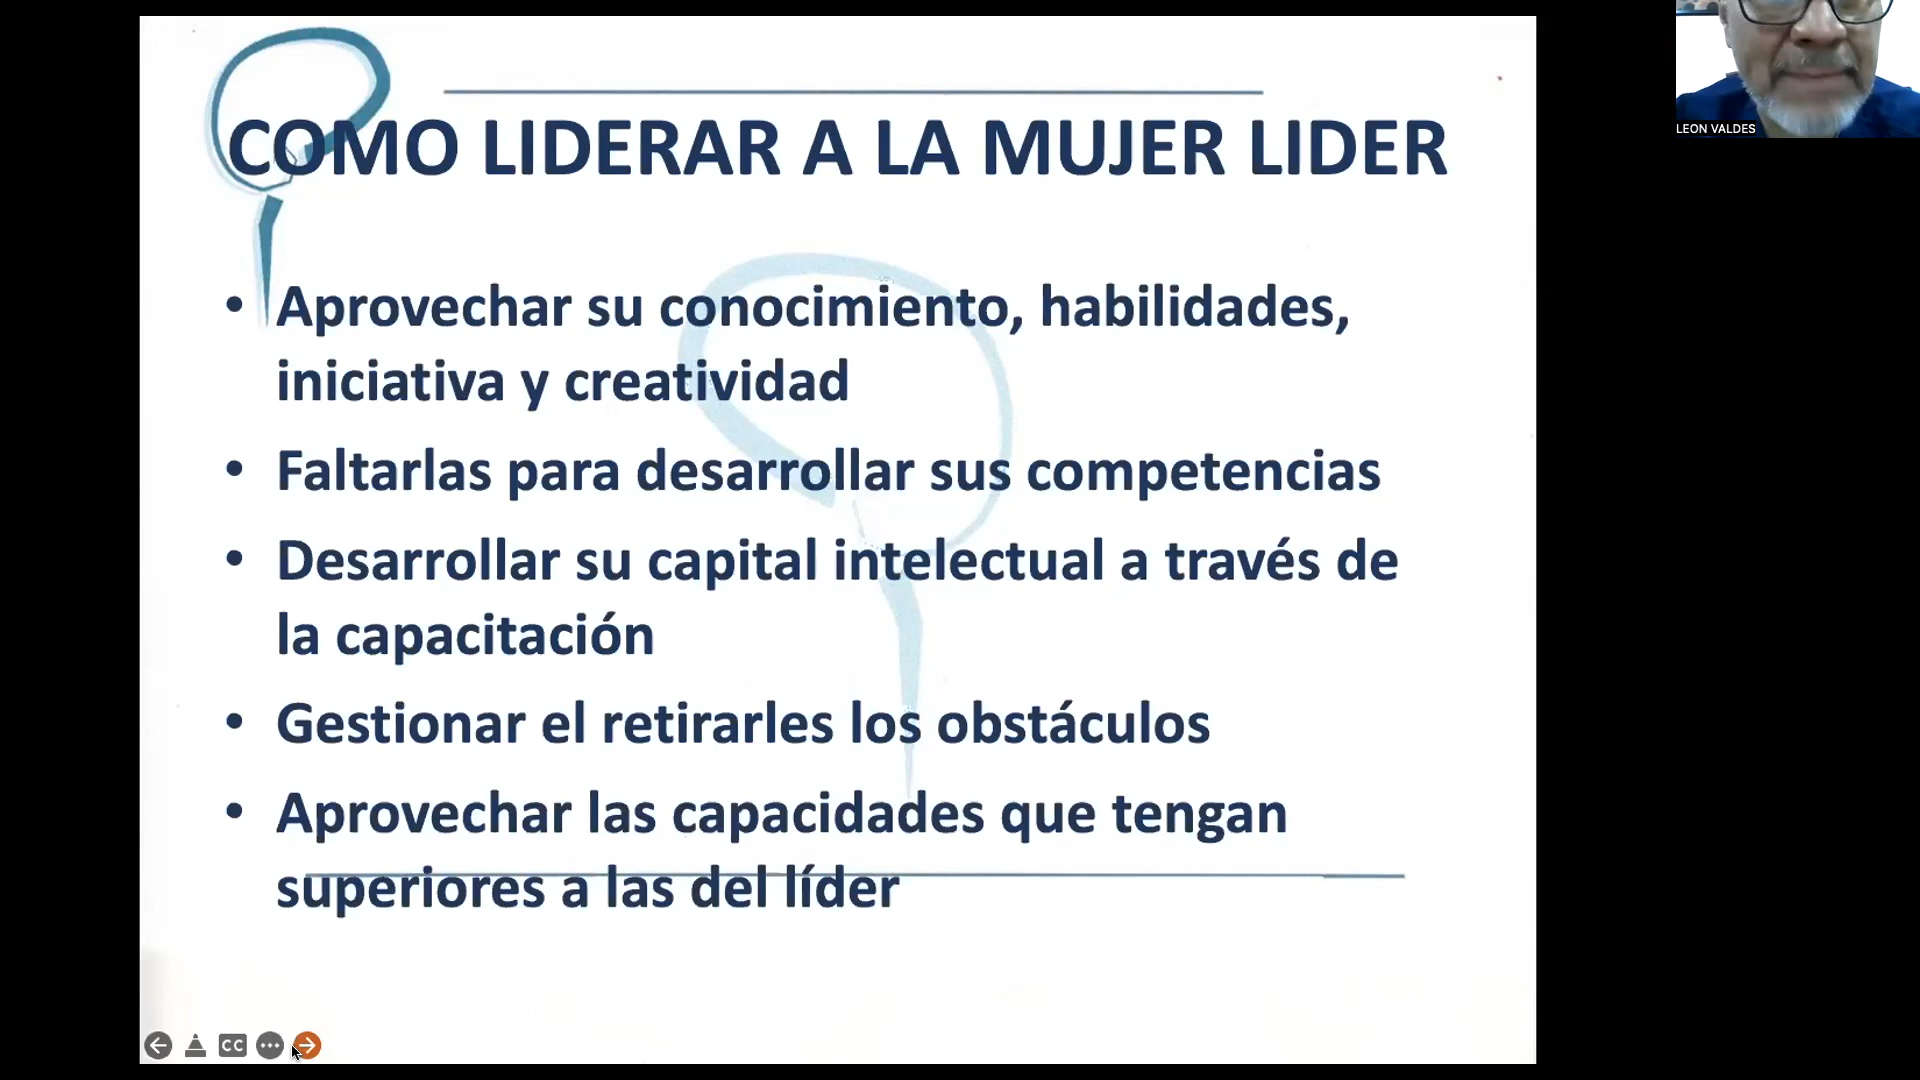 COMO LIDERAR A LA MUJER LIDER
• Aprovechar su conocimiento, habilidades,
iniciativa y creatividad
• Faltarlas para desarrollar sus competencias
• Desarrollar su capital intelectual a través de
la capacitación
• Gestionar el retirarles los obstáculos
• Aprovechar las capacidades que tengan
superiores a las del líder
CC
LEON VALDES